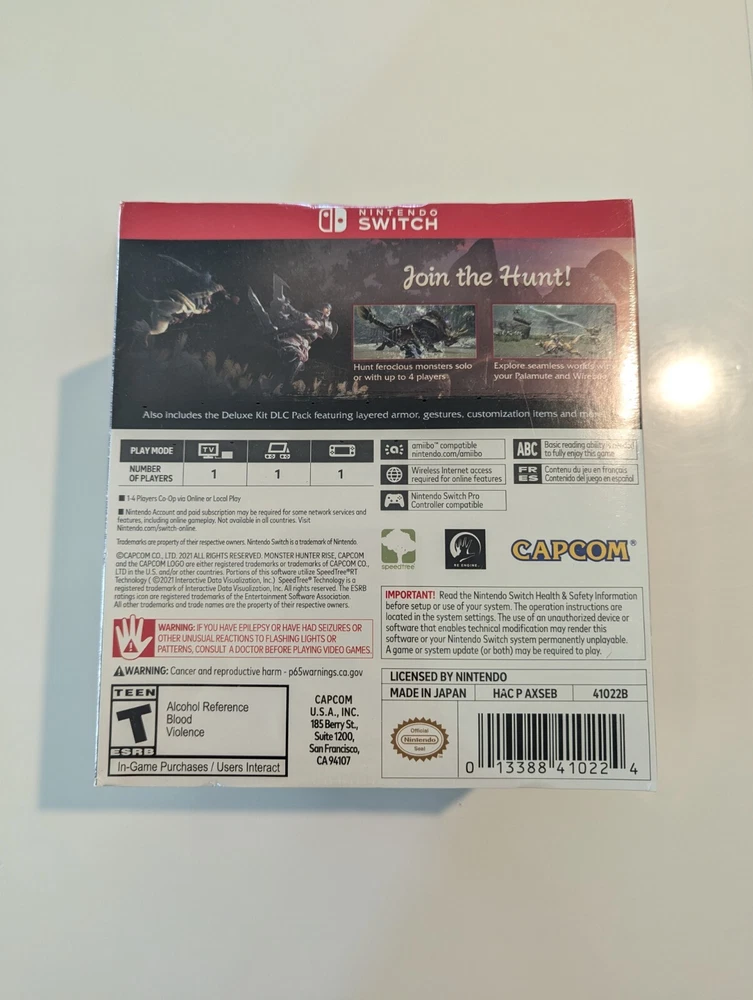 NINTENDO
SWITCH
Join the Hunt!
Hunt ferocious monsters solo
or with up to 4 players
Explore seamless worlds
your Palamute and
Also includes the Deluxe Kit DLC Pack featuring layered armor, gestures, customization items and
PLAY MODE
TV
NUMBER
OF PLAYERS
1
1
1
1-4 Players Co-Op via Online or Local Play
Nintendo Account and paid subscription may be required for some network services and
features, including online gameplay. Not available in all countries. Visit
Nintendo.com/switch-online
Trademarks are property of their respective owners. Nintendo Switch is a trademark of Nintendo.
©CAPCOM CO., LTD. 2021 ALL RIGHTS RESERVED. MONSTER HUNTER RISE, CAPCOM
and the CAPCOM LOGO are either registered trademarks or trademarks of CAPCOM CO.,
LTD in the U.S. and/or other countries. Portions of this software utilize SpeedTree®RT
Technology (©2021 Interactive Data Visualization, Inc.) SpeedTree® Technology is a
registered trademark of Interactive Data Visualization, Inc. All rights reserved. The ESRB
ratings icon are registered trademarks of the Entertainment Software Association.
All other trademarks and trade names are the property of their respective owners.
WARNING: IF YOU HAVE EPILEPSY OR HAVE HAD SEIZURES OR
OTHER UNUSUAL REACTIONS TO FLASHING LIGHTS OR
PATTERNS, CONSULT A DOCTOR BEFORE PLAYING VIDEO GAMES.
WARNING: Cancer and reproductive harm - p65warnings.ca.gov
TEEN
T
ESRB
Alcohol Reference
Blood
Violence
In-Game Purchases / Users Interact
CAPCOM
U.S.A., INC.
185 Berry St.,
Suite 1200,
San Francisco,
CA 94107
amiibo™ compatible
nintendo.com/amiibo
Wireless Internet access
required for online features
Nintendo Switch Pro
Controller compatible
ABC
Basic reading ability
to fully enjoy this game
FR
ES
Contenu du jeu en français
Contenido del juego en español
speedtree
RE ENGINE
CAPCOM®
IMPORTANT! Read the Nintendo Switch Health & Safety Information
before setup or use of your system. The operation instructions are
located in the system settings. The use of an unauthorized device or
software that enables technical modification may render this
software or your Nintendo Switch system permanently unplayable.
A game or system update (or both) may be required to play.
LICENSED BY NINTENDO
MADE IN JAPAN
HAC P AXSEB
41022B
Official
Nintendo
Seal
0 13388 41022 4